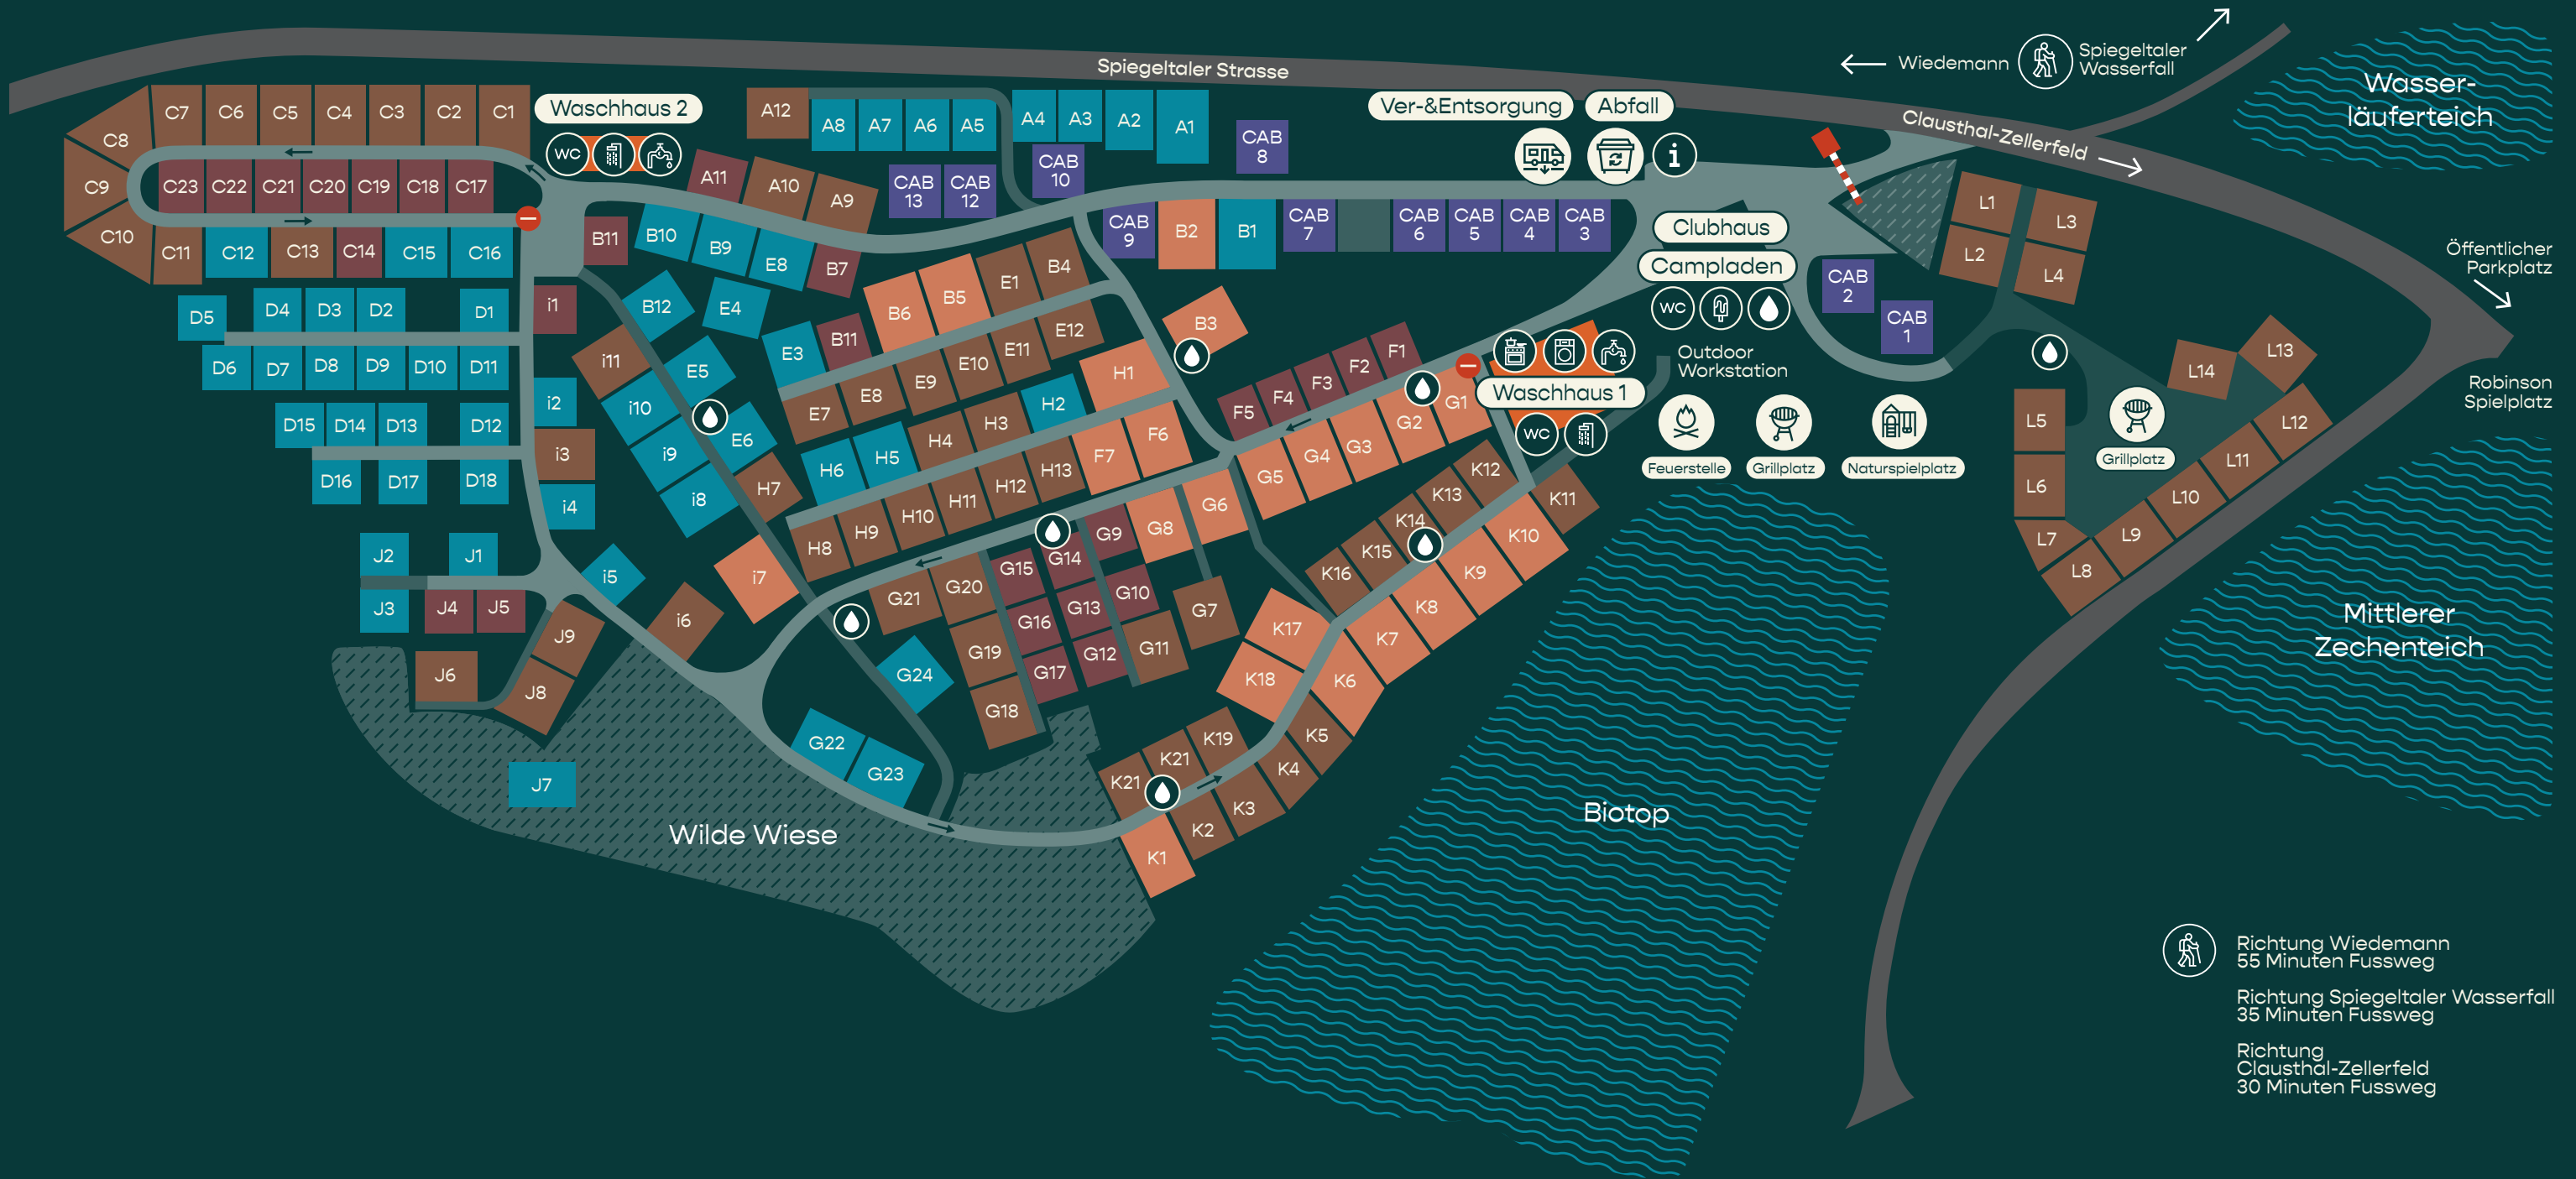 Spiegeltaler Strasse
Wiedemann
Spiegeltaler
Wasserfall
Wasser-
läuferteich
Clausthal-Zellerfeld
Öffentlicher
Parkplatz
Robinson
Spielplatz
Mittlerer
Zechenteich
Ver-&Entsorgung
Abfall
i
Waschhaus 2
WC
C8
C7
C6
C5
C4
C3
C2
C1
C9
C23
C22
C21
C20
C19
C18
C17
C10
C11
C12
C13
C14
C15
C16
A12
A8
A7
A6
A5
A4
A3
A2
A1
CAB
8
A11
A10
A9
CAB
13
CAB
12
CAB
10
CAB
9
B2
B1
CAB
7
CAB
6
CAB
5
CAB
4
CAB
3
Clubhaus
Campladen
WC
CAB
2
CAB
1
L1
L2
L3
L4
B11
B10
B9
E8
B7
B12
E4
B6
B5
E1
B4
E3
B11
E7
E8
E9
E10
E11
E12
B3
D5
D4
D3
D2
D1
D6
D7
D8
D9
D10
D11
D15
D14
D13
D12
D16
D17
D18
i1
i2
i3
i4
i11
i10
i9
i8
E5
E6
H7
H6
H5
H4
H3
H2
H1
H8
H9
H10
H11
H12
H13
F7
F6
F5
F4
F3
F2
F1
G1
G2
G3
G4
G5
G6
G8
G9
Waschhaus 1
WC
Outdoor
Workstation
Feuerstelle
Grillplatz
Naturspielplatz
L14
L13
L12
L11
L10
L9
L8
L7
L6
L5
Grillplatz
J2
J1
J3
J4
J5
J6
J9
J8
J7
i5
i6
i7
G21
G20
G15
G14
G16
G13
G10
G7
G19
G17
G12
G11
G18
G24
G22
G23
K12
K13
K14
K15
K16
K11
K10
K9
K8
K7
K6
K17
K18
K5
K4
K3
K2
K1
K19
K21
K21
Wilde Wiese
Biotop
Richtung Wiedemann
55 Minuten Fussweg
Richtung Spiegeltaler Wasserfall
35 Minuten Fussweg
Richtung
Clausthal-Zellerfeld
30 Minuten Fussweg